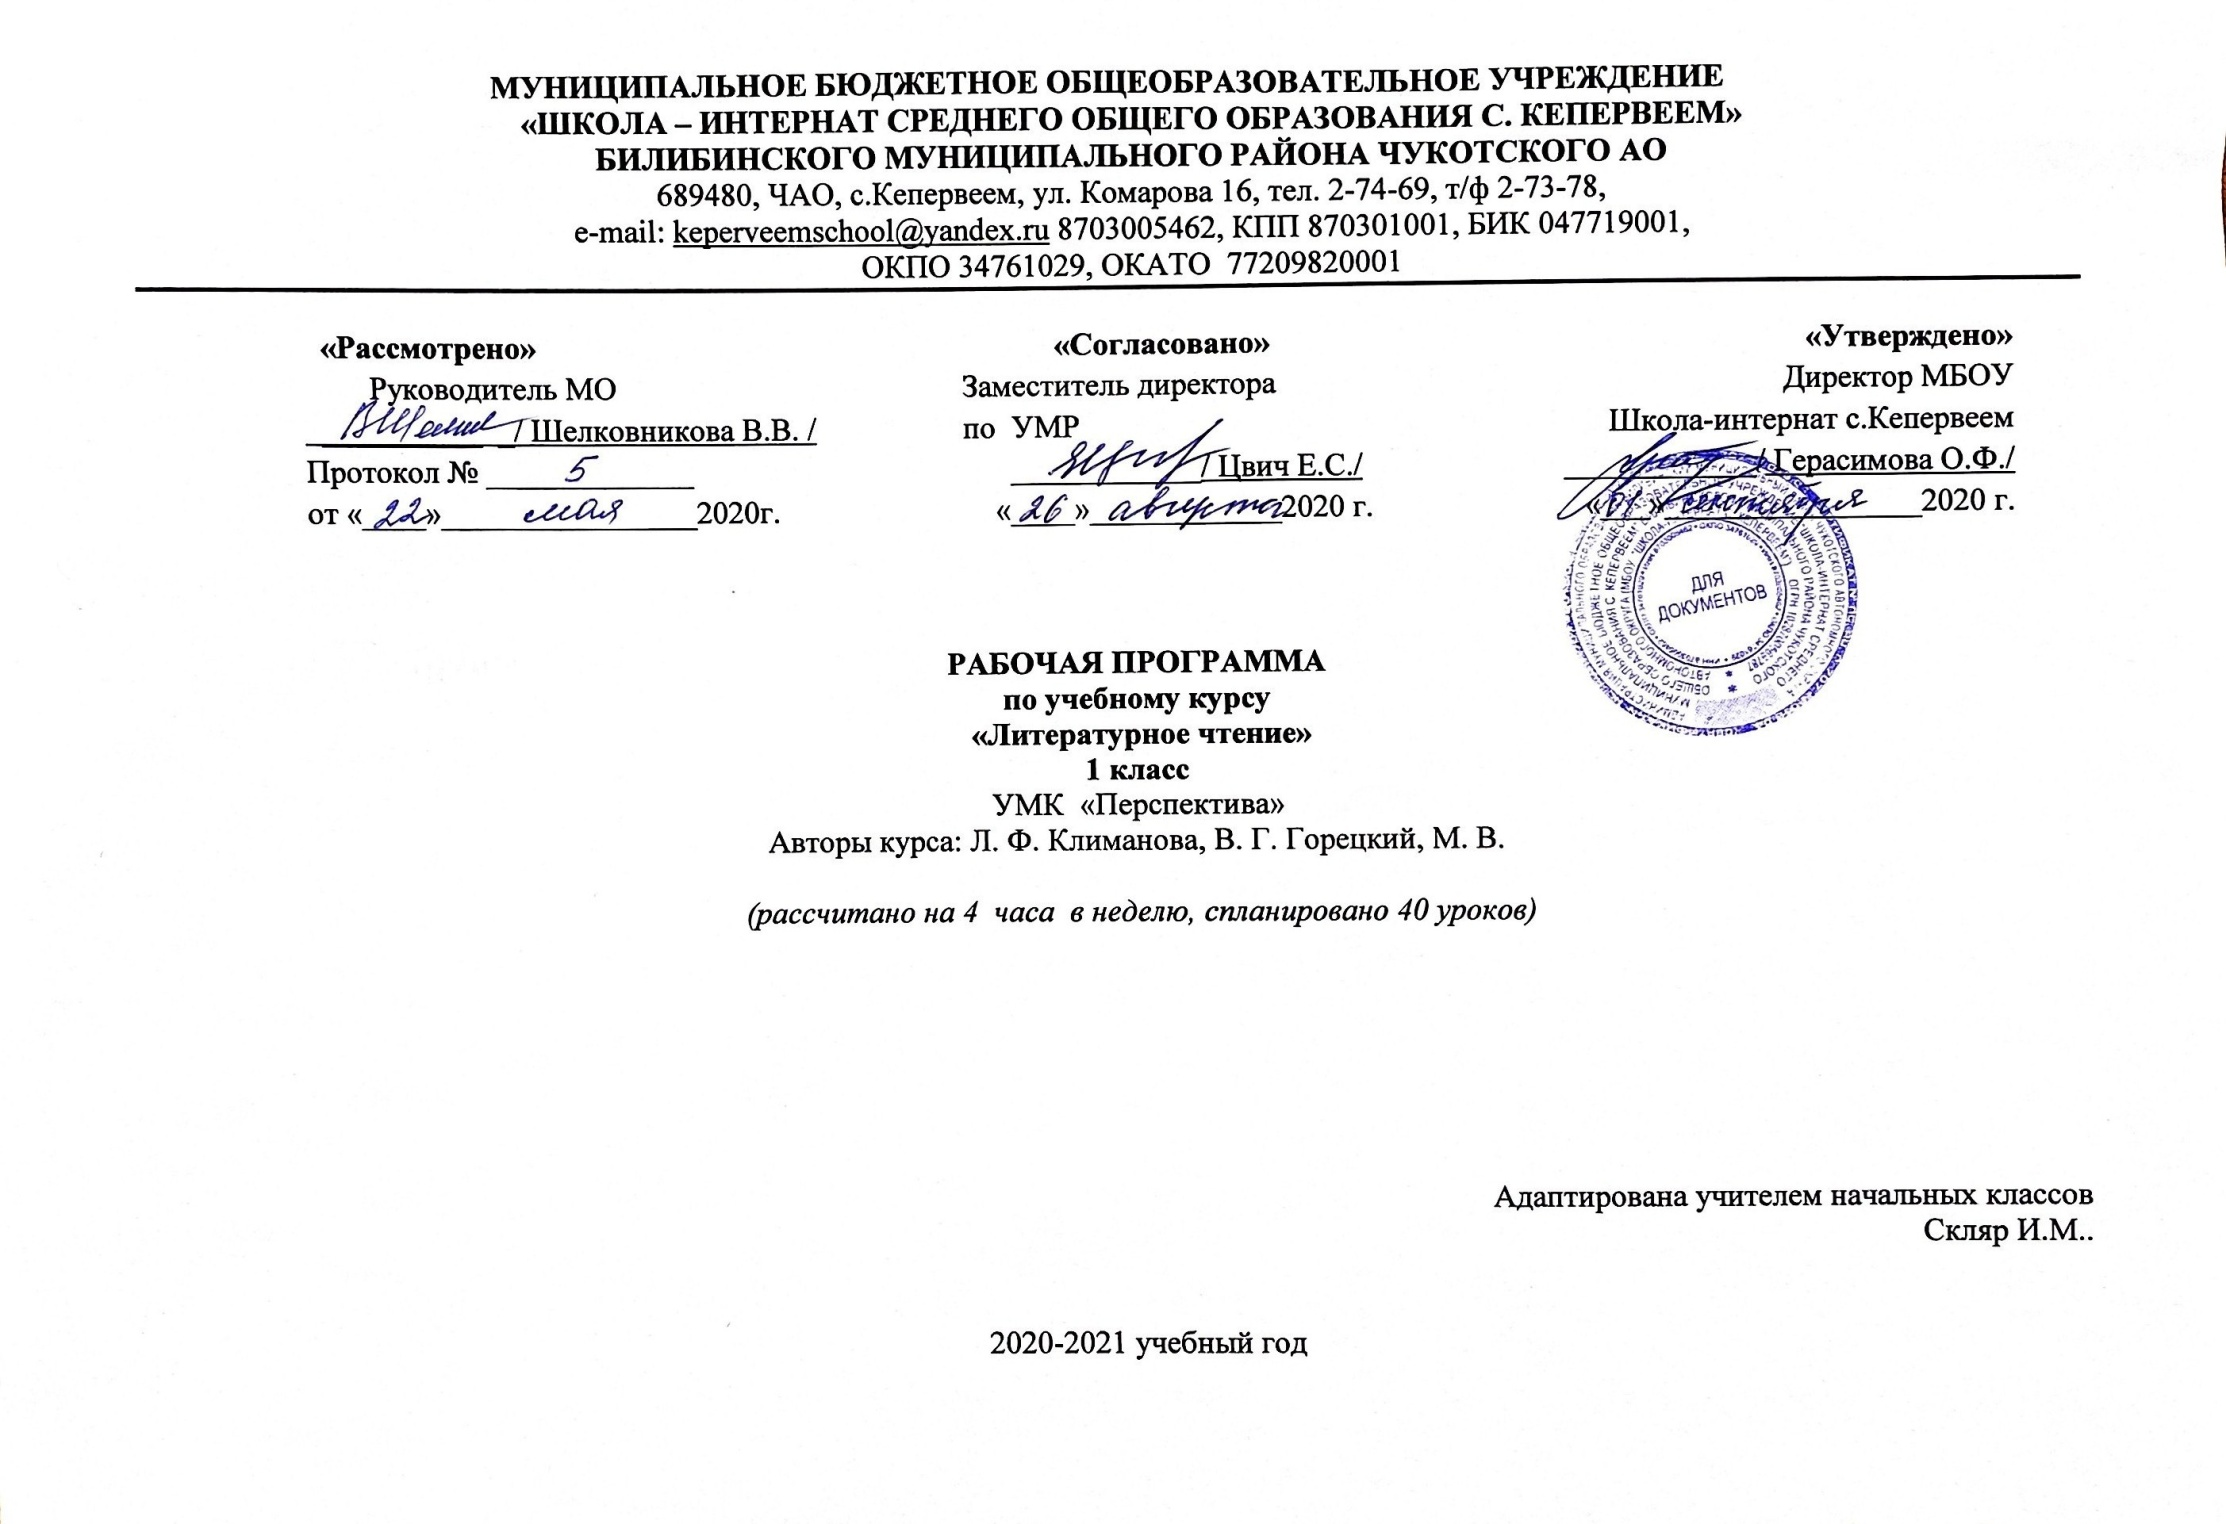 МУНИЦИПАЛЬНОЕ БЮДЖЕТНОЕ ОБЩЕОБРАЗОВАТЕЛЬНОЕ УЧРЕЖДЕНИЕ
«ШКОЛА – ИНТЕРНАТ СРЕДНЕГО ОБЩЕГО ОБРАЗОВАНИЯ С. КЕПЕРВЕЕМ»
БИЛИБИНСКОГО МУНИЦИПАЛЬНОГО РАЙОНА ЧУКОТСКОГО АО
689480, ЧАО, с.Кепервеем, ул. Комарова 16, тел. 2-74-69, т/ф 2-73-78,
e-mail: keperveemschool@yandex.ru 8703005462, КПП 870301001, БИК 047719001,
ОКПО 34761029, ОКАТО 77209820001
«Рассмотрено»
Руководитель МО
/ Шелковникова В.В. /
Протокол № 5
от «22» мая 2020г.
«Согласовано»
Заместитель директора
по УМР
/ Цвич Е.С./
«26» августа 2020 г.
«Утверждено»
Директор МБОУ
Школа-интернат с.Кепервеем
/ Герасимова О.Ф./
«01» сентября 2020 г.
ДЛЯ
ДОКУМЕНТОВ
РАБОЧАЯ ПРОГРАММА
по учебному курсу
«Литературное чтение»
1 класс
УМК «Перспектива»
Авторы курса: Л. Ф. Климанова, В. Г. Горецкий, М. В.
(рассчитано на 4 часа в неделю, спланировано 40 уроков)
Адаптирована учителем начальных классов
Скляр И.М..
2020-2021 учебный год